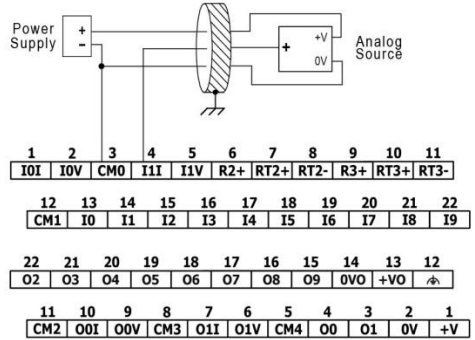 Power Supply
+
-
+
+V
0V
Analog Source
1 2 3 4 5 6 7 8 9 10 11
I0I I0V CM0 I1I I1V R2+ RT2+ RT2- R3+ RT3+ RT3-
12 13 14 15 16 17 18 19 20 21 22
CM1 I0 I1 I2 I3 I4 I5 I6 I7 I8 I9
22 21 20 19 18 17 16 15 14 13 12
O2 O3 O4 O5 O6 O7 O8 O9 0VO +VO
11 10 9 8 7 6 5 4 3 2 1
CM2 O0I O0V CM3 O1I O1V CM4 O0 O1 0V +V